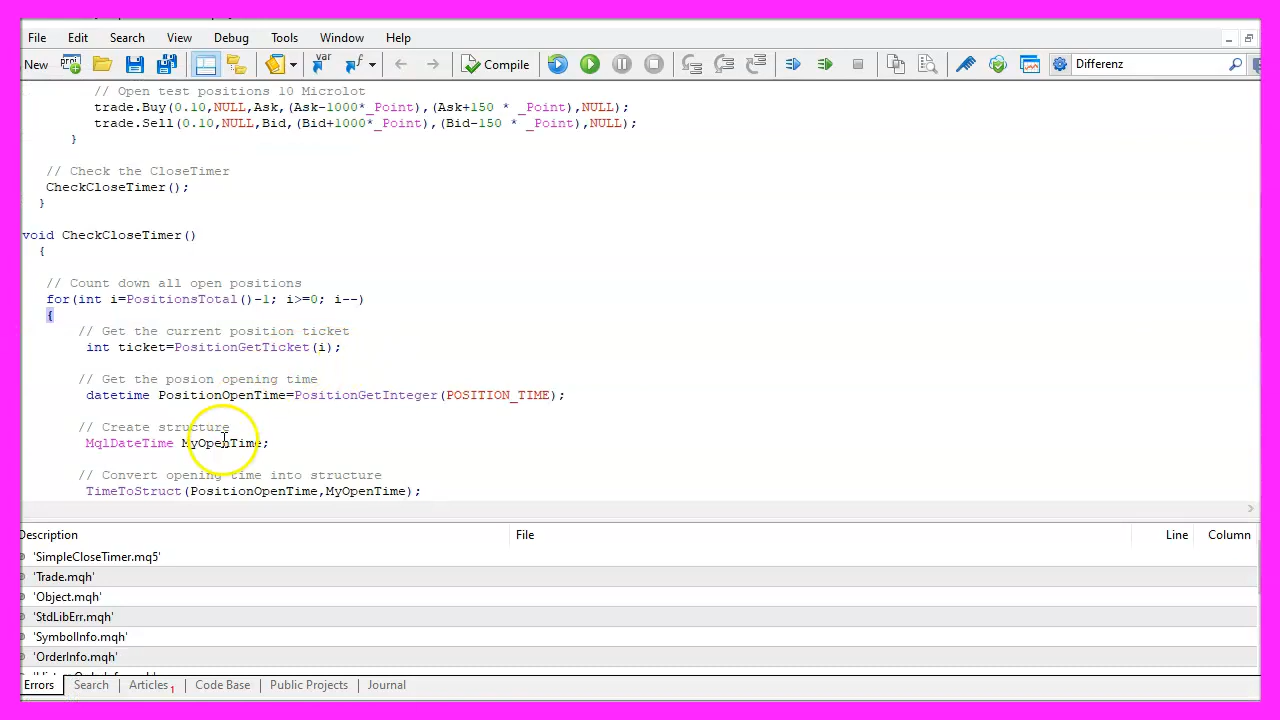 File Edit Search View Debug Tools Window Help
New Compile Differenz
// Open test positions 10 Microlot
trade.Buy(0.10,NULL,Ask,(Ask-1000*_Point),(Ask+150 * _Point),NULL);
trade.Sell(0.10,NULL,Bid,(Bid+1000*_Point),(Bid-150 * _Point),NULL);
}
// Check the CloseTimer
CheckCloseTimer();
}
void CheckCloseTimer()
{
// Count down all open positions
for(int i=PositionsTotal()-1; i>=0; i--)
{
// Get the current position ticket
int ticket=PositionGetTicket(i);
// Get the posion opening time
datetime PositionOpenTime=PositionGetInteger(POSITION_TIME);
// Create structure
MqlDateTime MyOpenTime;
// Convert opening time into structure
TimeToStruct(PositionOpenTime,MyOpenTime);
Description File Line Column
'SimpleCloseTimer.mq5'
'Trade.mqh'
'Object.mqh'
'StdLibErr.mqh'
'SymbolInfo.mqh'
'OrderInfo.mqh'
Errors Search Articles 1 Code Base Public Projects Journal